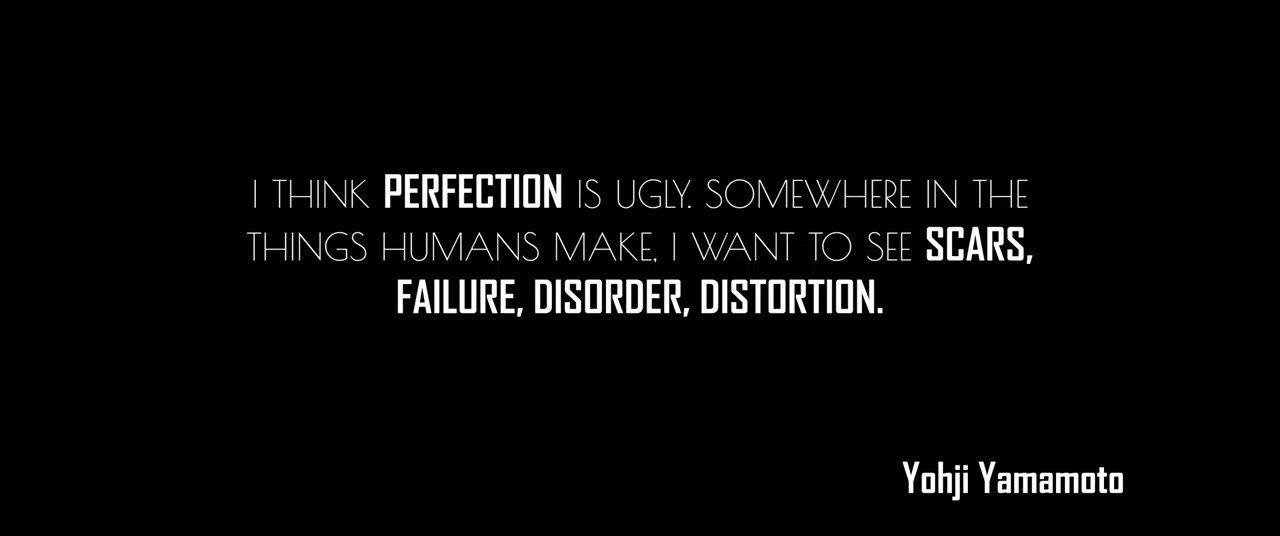 I THINK PERFECTION IS UGLY. SOMEWHERE IN THE
THINGS HUMANS MAKE, I WANT TO SEE SCARS,
FAILURE, DISORDER, DISTORTION.
Yohji Yamamoto